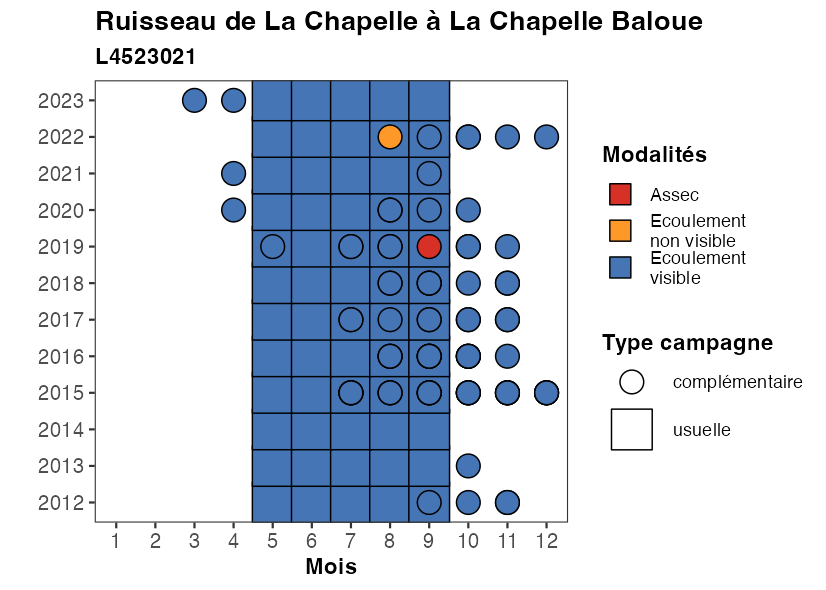 Ruisseau de La Chapelle à La Chapelle Baloue
L4523021
2023
2022
2021
2020
2019
2018
2017
2016
2015
2014
2013
2012
1 2 3 4 5 6 7 8 9 10 11 12
Mois
Modalités
Assec
Ecoulement
non visible
Ecoulement
visible
Type campagne
complémentaire
usuelle